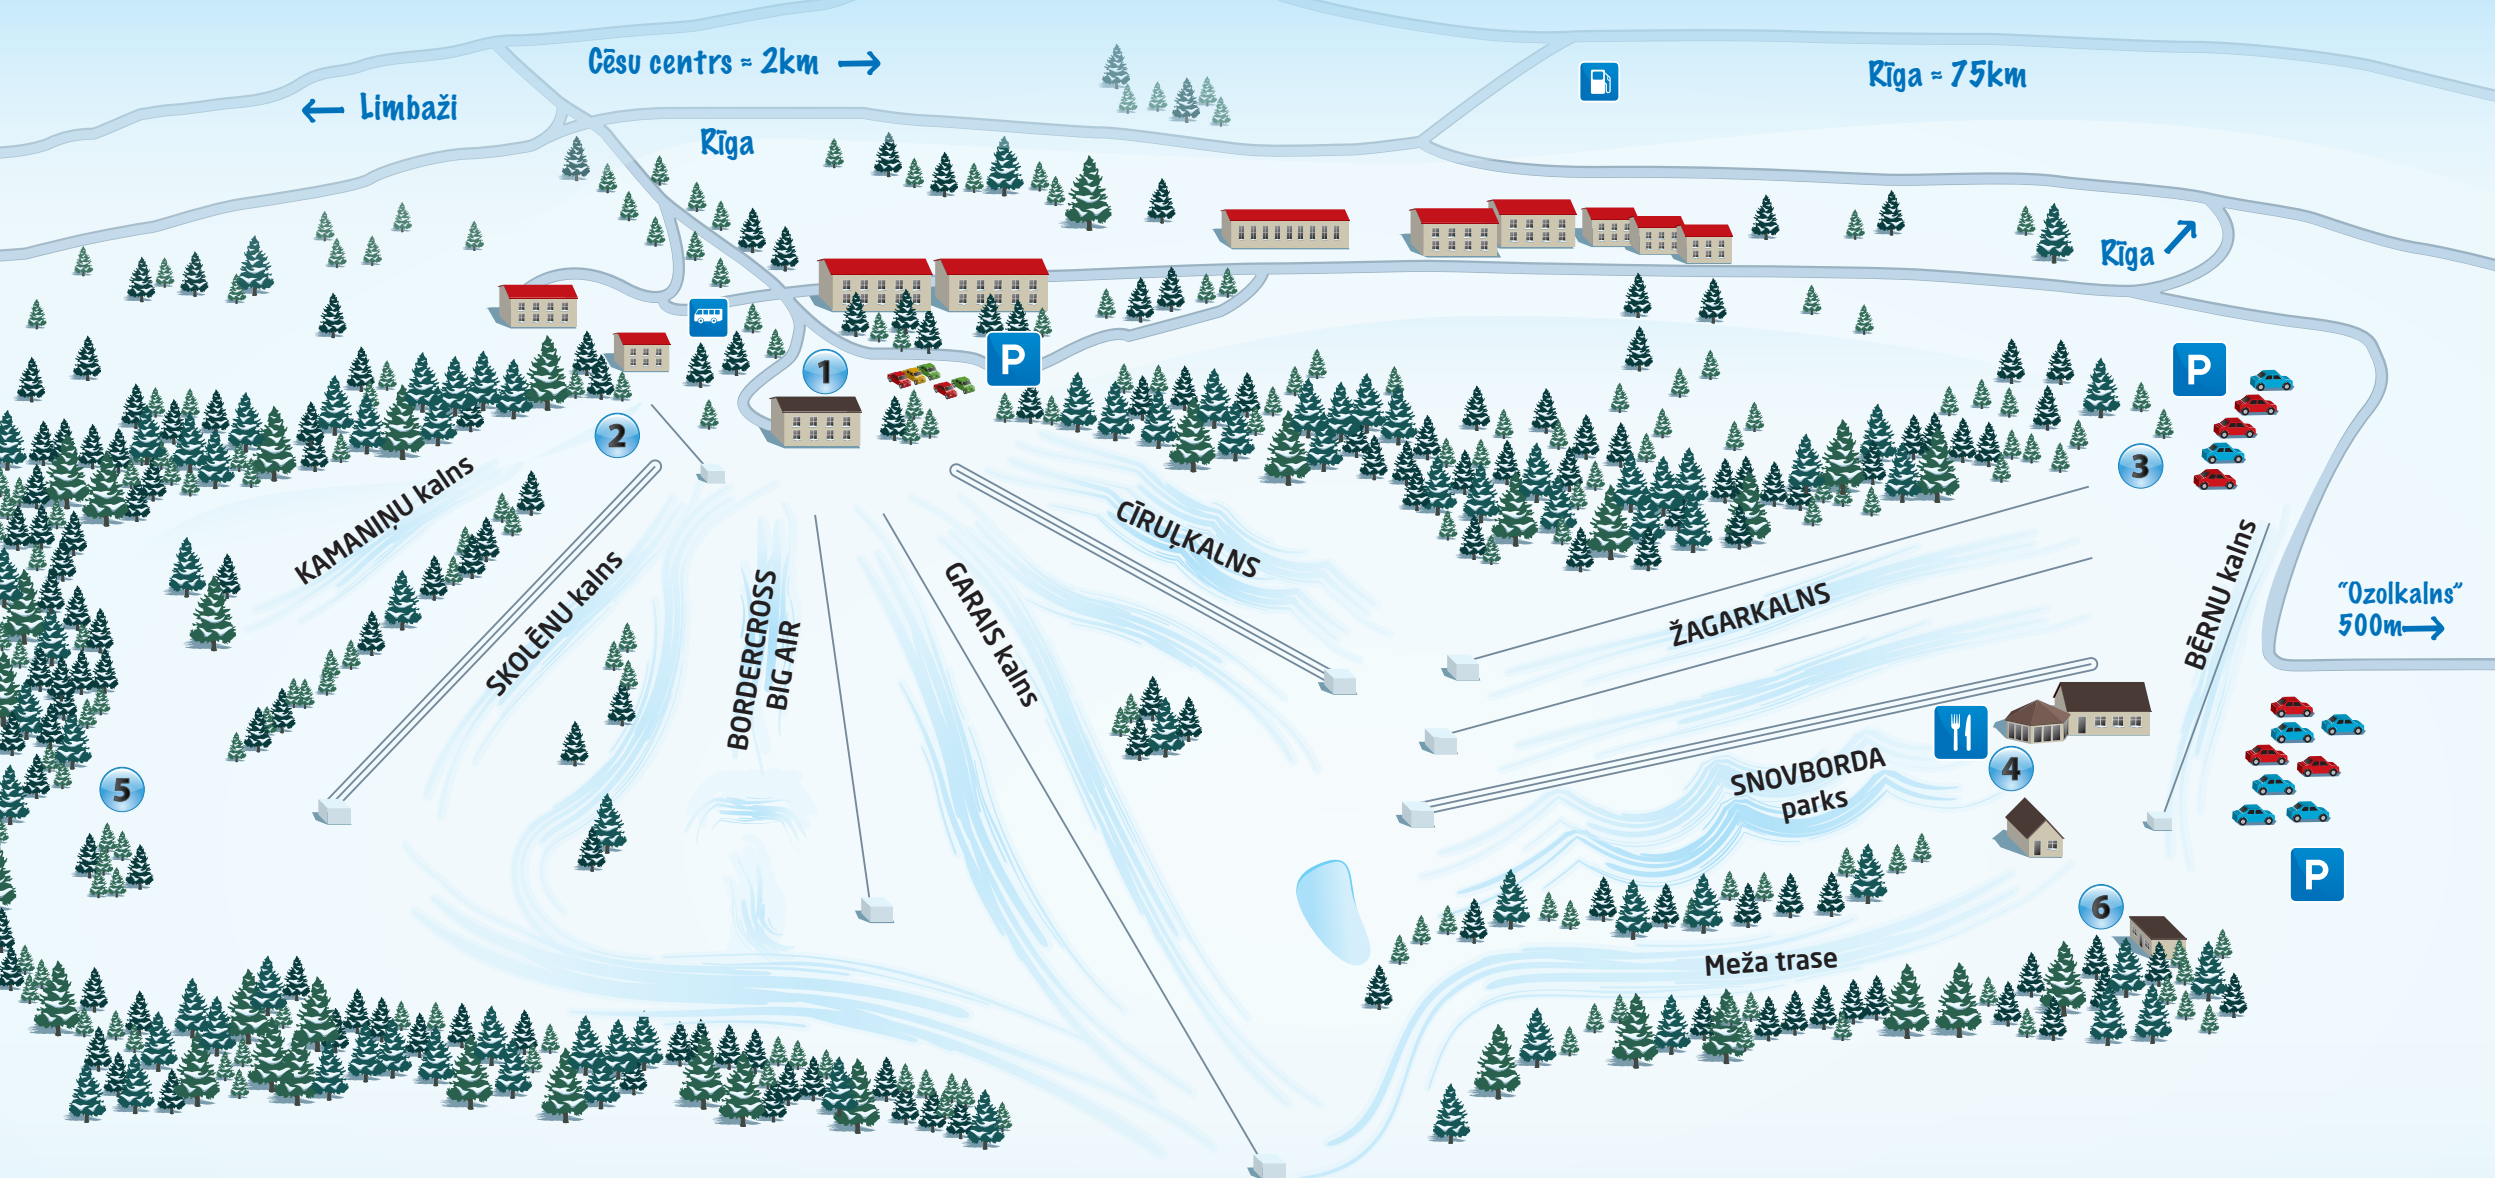 Cēsu centrs ≈ 2km →
Rīga ≈ 75km
← Limbaži
Rīga
Rīga ↗
P
1
P
2
3
KAMANIŅU kalns
SKOLĒNU kalns
BORDERCROSS
BIG AIR
GARAIS kalns
CĪRUĻKALNS
ŽAGARKALNS
BĒRNU kalns
"Ozolkalns"
500m→
SNOVBORDA
parks
4
5
P
6
Meža trase